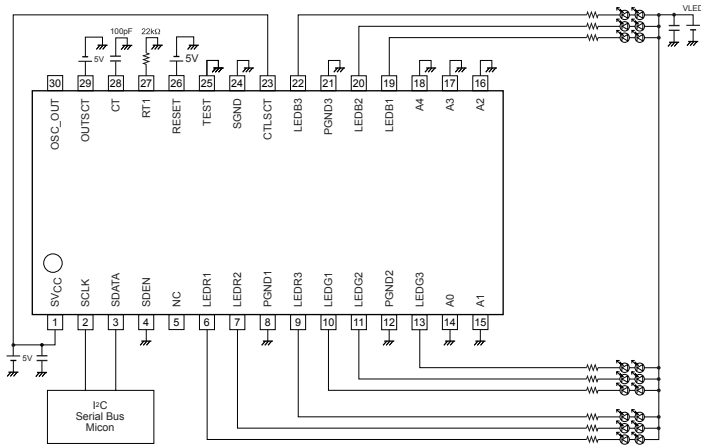 VLED
100pF 22kΩ
5V 5V
30 29 28 27 26 25 24 23 22 21 20 19 18 17 16
OSC_OUT
OUTSCT
CT
RT1
RESET
TEST
SGND
CTLSCT
LEDB3
PGND3
LEDB2
LEDB1
A4
A3
A2
SVCC
SCLK
SDATA
SDEN
NC
LEDR1
LEDR2
PGND1
LEDR3
LEDG1
LEDG2
PGND2
LEDG3
A0
A1
1 2 3 4 5 6 7 8 9 10 11 12 13 14 15
5V
I2C
Serial Bus
Micon